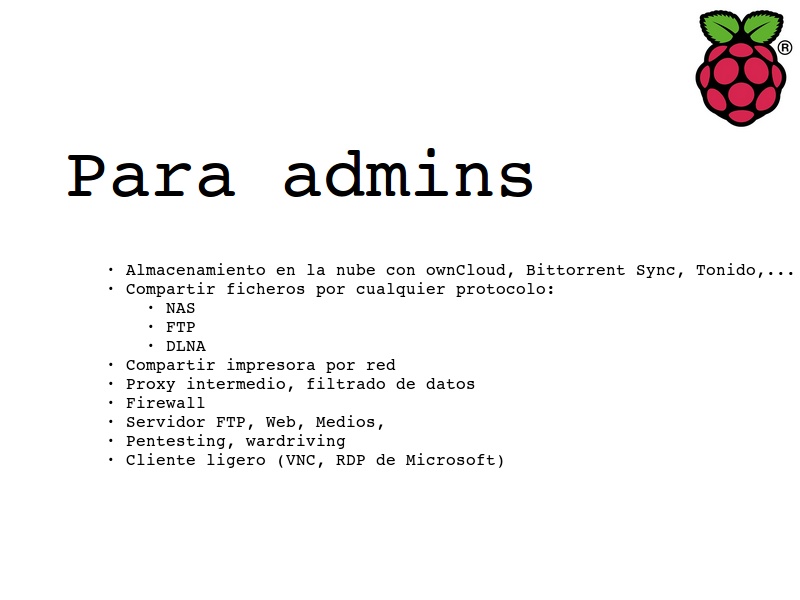 ®
Para admins
· Almacenamiento en la nube con ownCloud, Bittorrent Sync, Tonido,...
· Compartir ficheros por cualquier protocolo:
· NAS
· FTP
· DLNA
· Compartir impresora por red
· Proxy intermedio, filtrado de datos
· Firewall
· Servidor FTP, Web, Medios,
· Pentesting, wardriving
· Cliente ligero (VNC, RDP de Microsoft)